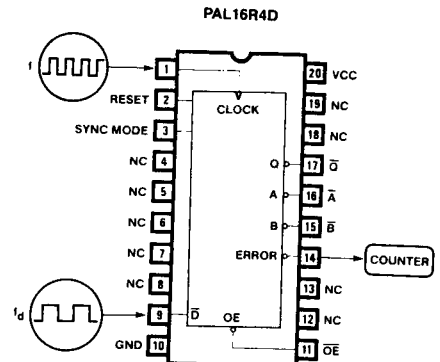 PAL16R4D
f
1
CLOCK
20 VCC
RESET 2
19 NC
SYNC MODE 3
18 NC
NC 4
Q 17 Q̅
NC 5
A 16 A̅
NC 6
B 15 B̅
NC 7
ERROR 14 COUNTER
NC 8
13 NC
fd
9 D̅
OE
12 NC
GND 10
11 O̅E̅